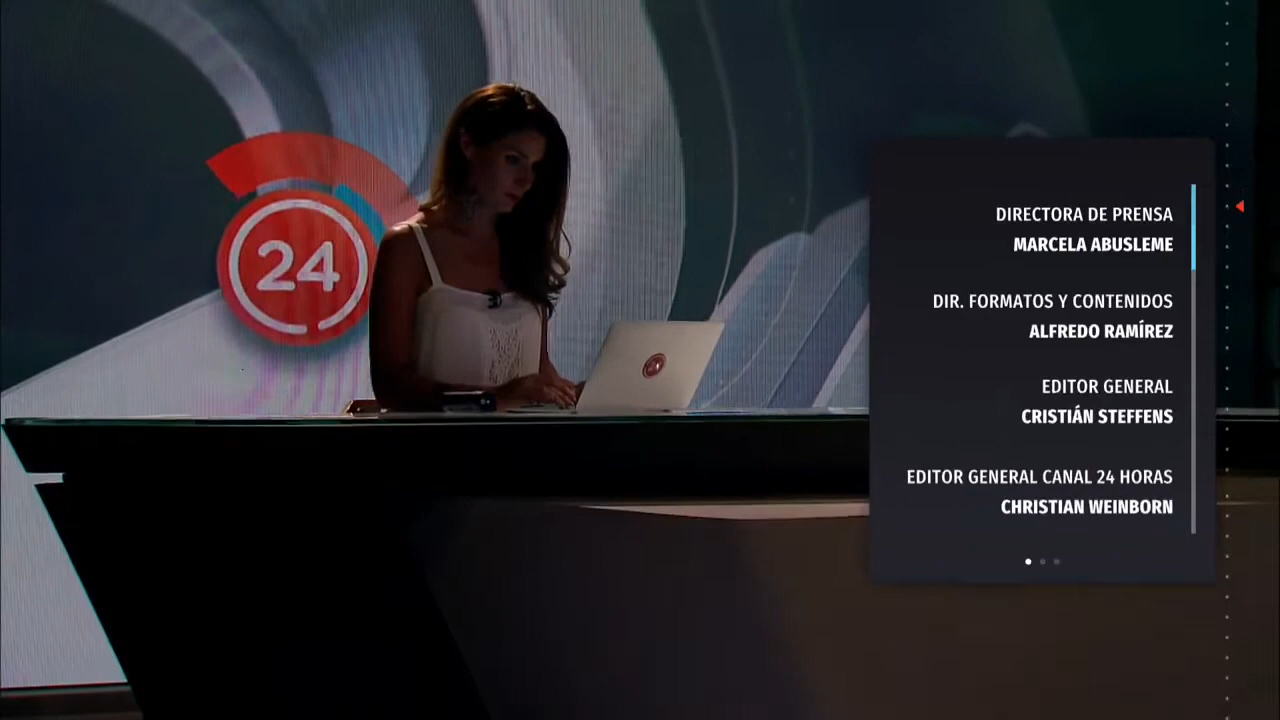 24
DIRECTORA DE PRENSA
MARCELA ABUSLEME
DIR. FORMATOS Y CONTENIDOS
ALFREDO RAMÍREZ
EDITOR GENERAL
CRISTIÁN STEFFENS
EDITOR GENERAL CANAL 24 HORAS
CHRISTIAN WEINBORN